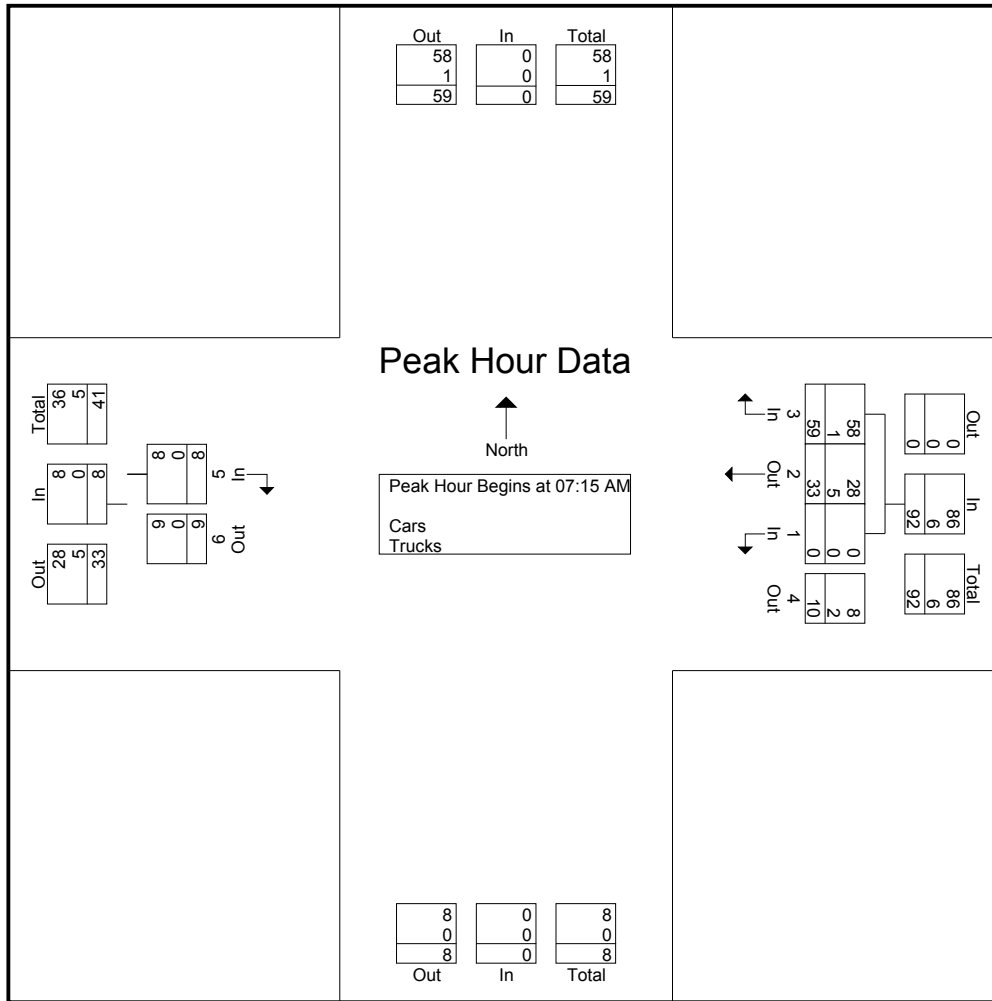 Out In Total
58 0 58
1 0 1
59 0 59
Peak Hour Data
North
Peak Hour Begins at 07:15 AM
Cars
Trucks
Total
36 5 41
In
8 0 8
Out
28 5 33
In 5
8 0 8
Out 6
9 0 9
3 In
58 1 59
2 Out
28 5 33
1 In
0 0 0
4 Out
8 2 10
Out
0 0 0
In
86 6 92
Total
86 6 92
8 0 8
0 0 0
8 0 8
Out In Total